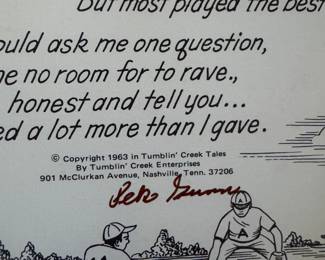 But most played the best
ould ask me one question,
e no room for to rave.,
honest and tell you...
ed a lot more than I gave.
© Copyright 1963 in Tumblin' Creek Tales
By Tumblin' Creek Enterprises
901 McClurkan Avenue, Nashville, Tenn. 37206
A